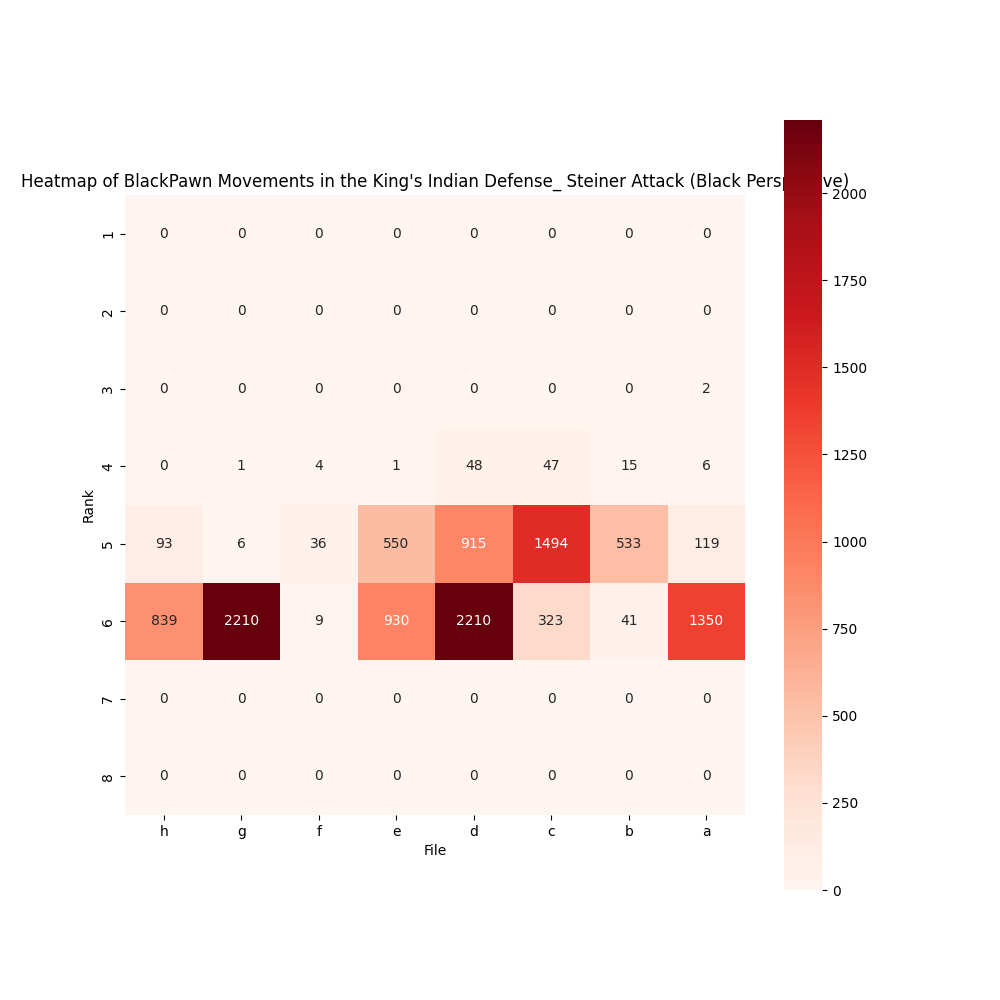 Heatmap of BlackPawn Movements in the King's Indian Defense_ Steiner Attack (Black Perspective)
1 0 0 0 0 0 0 0 0
2 0 0 0 0 0 0 0 0
3 0 0 0 0 0 0 0 2
4 0 1 4 1 48 47 15 6
5 93 6 36 550 915 1494 533 119
6 839 2210 9 930 2210 323 41 1350
7 0 0 0 0 0 0 0 0
8 0 0 0 0 0 0 0 0
h g f e d c b a
File
Rank
2000
1750
1500
1250
1000
750
500
250
0